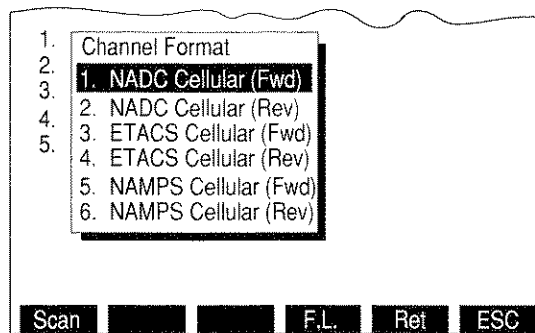 1.
2.
3.
4.
5.
Channel Format
1. NADC Cellular (Fwd)
2. NADC Cellular (Rev)
3. ETACS Cellular (Fwd)
4. ETACS Cellular (Rev)
5. NAMPS Cellular (Fwd)
6. NAMPS Cellular (Rev)
Scan F.L. Ret ESC